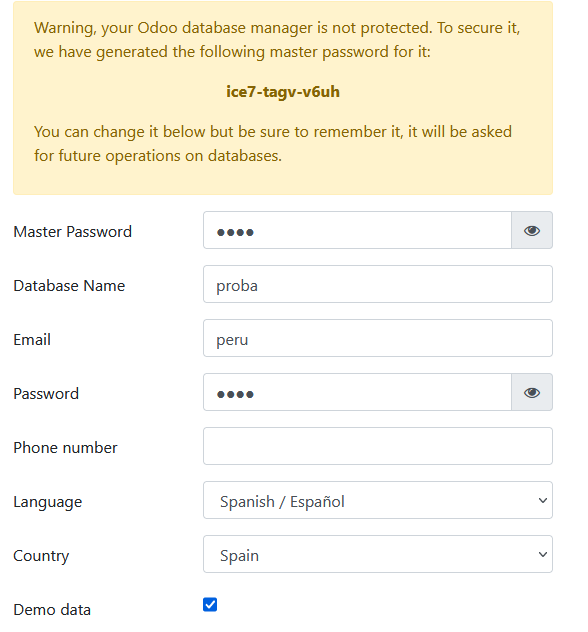 Warning, your Odoo database manager is not protected. To secure it,
we have generated the following master password for it:
ice7-tagv-v6uh
You can change it below but be sure to remember it, it will be asked
for future operations on databases.
Master Password ●●●●
Database Name proba
Email peru
Password ●●●●
Phone number
Language Spanish / Español
Country Spain
Demo data